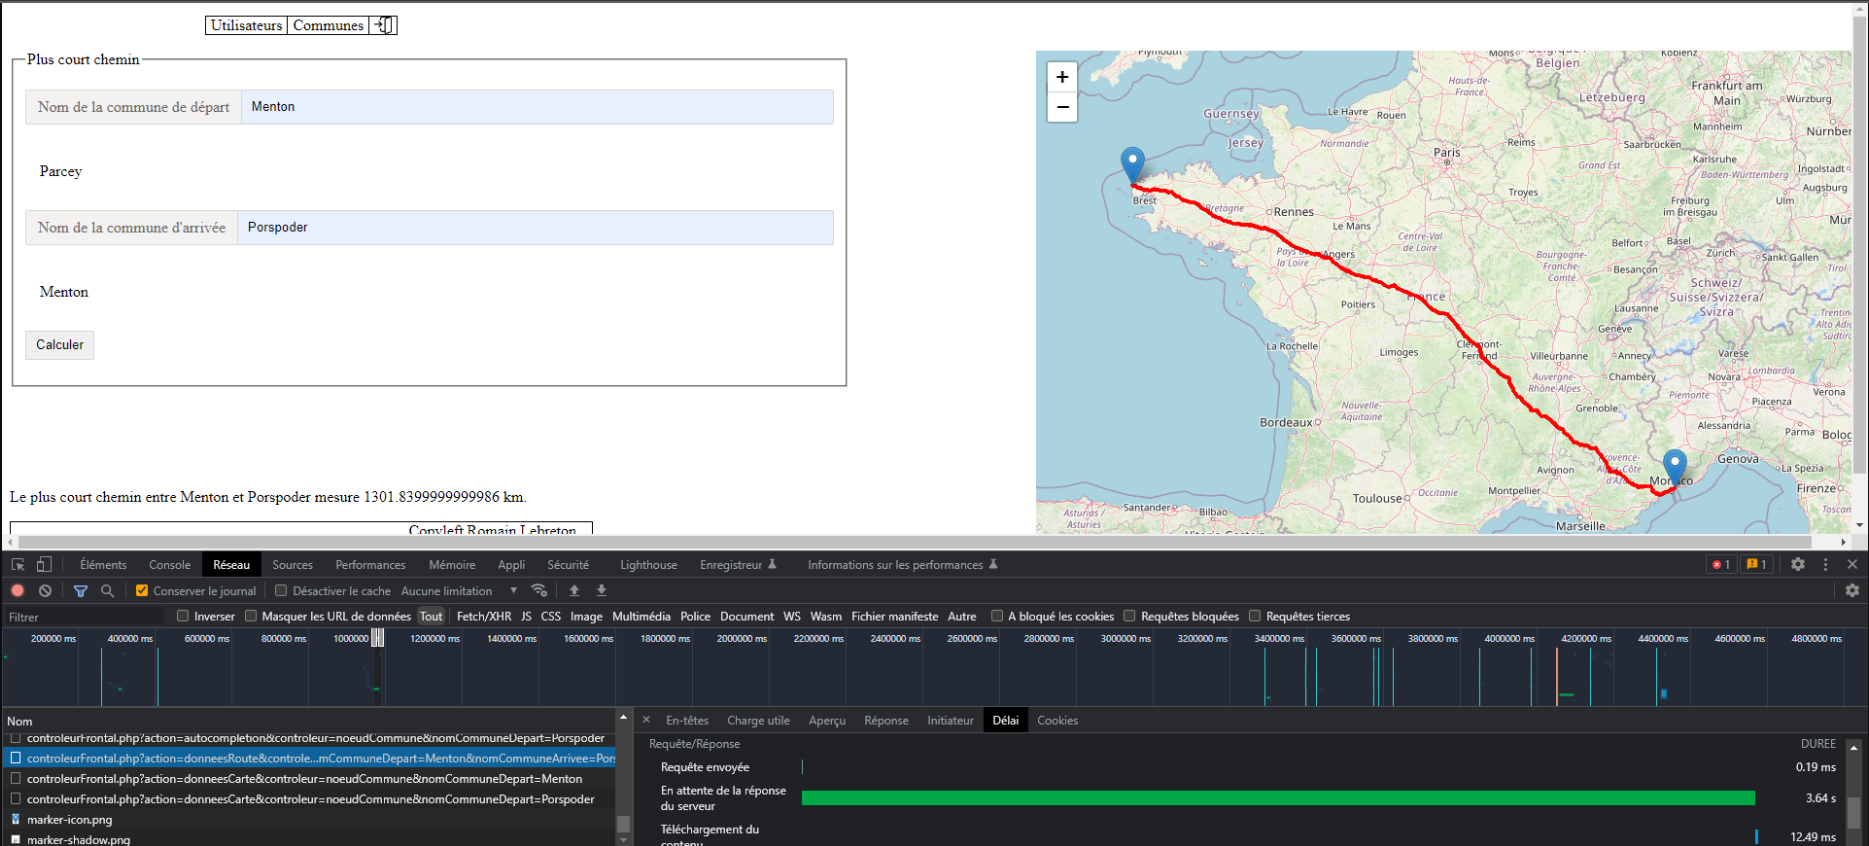 Utilisateurs Communes
Plus court chemin
Nom de la commune de départ Menton
Parcey
Nom de la commune d'arrivée Porspoder
Menton
Calculer
Le plus court chemin entre Menton et Porspoder mesure 1301.8399999999986 km.
Copyleft Romain Lebreton
+
−
Plymouth
Mons
Belgique /
Belgien
Koblenz
Hauts-de-
France
Lëtzebuerg
Frankfurt am
Main
Würzburg
Guernsey
Le Havre
Rouen
Mannheim
Nürnber
Jersey
Normandie
Paris
Reims
Saarbrücken
Karlsruhe
Grand Est
Baden-Württemberg
Ingolstad
Augsburg
Troyes
Brest
Bretagne
Rennes
Freiburg
im Breisgau
Ulm
Mür
Le Mans
Centre-Val
de Loire
Belfort
Basel
Zürich
Sankt Gallen
Pays de
la Loire
Angers
Bourgogne-
Franche-
Comté
Besançon
Tirol
Schweiz/
Suisse/Svizzera/
Svizra
Poitiers
France
Lausanne
Trentin
Alto Adig
Südtiro
Genève
La Rochelle
Limoges
Clermont-
Ferrand
Villeurbanne
Annecy
Varese
Lombardia
Auvergne-
Rhône-Alpes
Chambéry
Novara
Verona
Piemonte
Piacenza
Nouvelle
Aquitaine
Grenoble
Bordeaux
Alessandria
Parma
Boloc
Provence-
Alpes-Côte
d'Azu
Genova
Avignon
La Spezia
Monaco
Toulouse
Occitanie
Montpellier
Firenze
Santander
Bilbao
Asturias /
Asturies
Marseille
Toscan
Vitoria-Gasteiz
Éléments Console Réseau Sources Performances Mémoire Appli Sécurité Lighthouse Enregistreur Informations sur les performances 1 1
Conserver le journal Désactiver le cache Aucune limitation
Filtrer Inverser Masquer les URL de données Tout Fetch/XHR JS CSS Image Multimédia Police Document WS Wasm Fichier manifeste Autre A bloqué les cookies Requêtes bloquées Requêtes tierces
200000 ms 400000 ms 600000 ms 800000 ms 1000000 1200000 ms 1400000 ms 1600000 ms 1800000 ms 2000000 ms 2200000 ms 2400000 ms 2600000 ms 2800000 ms 3000000 ms 3200000 ms 3400000 ms 3600000 ms 3800000 ms 4000000 ms 4200000 ms 4400000 ms 4600000 ms 4800000 ms
Nom
controleurFrontal.php?action=autocompletion&controleur=noeudCommune&nomCommuneDepart=Porspoder
controleurFrontal.php?action=donneesRoute&controle...mCommuneDepart=Menton&nomCommuneArrivee=Pors
controleurFrontal.php?action=donneesCarte&controleur=noeudCommune&nomCommuneDepart=Menton
controleurFrontal.php?action=donneesCarte&controleur=noeudCommune&nomCommuneDepart=Porspoder
marker-icon.png
marker-shadow.png
En-têtes Charge utile Aperçu Réponse Initiateur Délai Cookies
Requête/Réponse DUREE
Requête envoyée 0.19 ms
En attente de la réponse
du serveur 3.64 s
Téléchargement du
contenu 12.49 ms